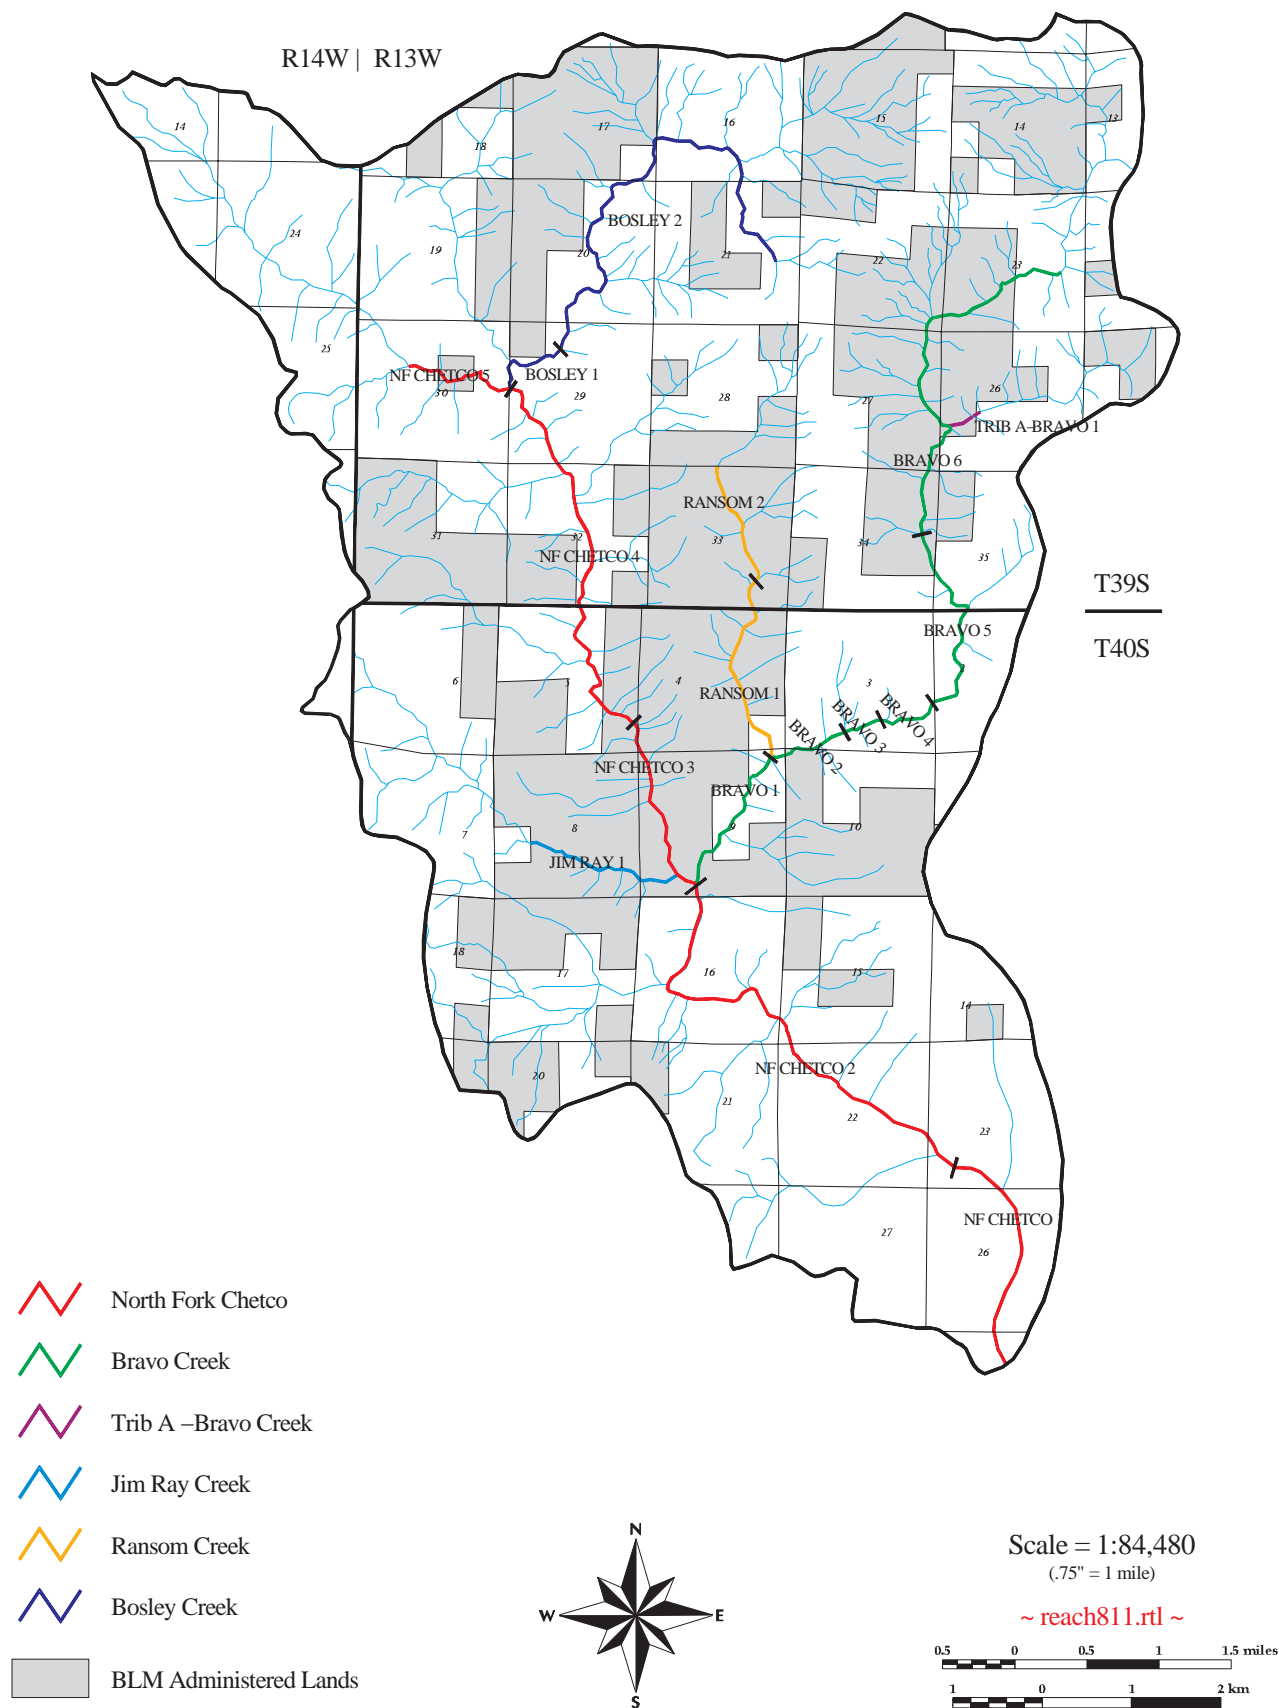 R14W | R13W
14
18
17
16
15
14
13
24
19
BOSLEY 2
20
21
22
23
25
NF CHETCO 5
30
BOSLEY 1
29
28
27
26
TRIB A-BRAVO 1
BRAVO 6
RANSOM 2
31
32
33
34
35
NF CHETCO 4
T39S
T40S
BRAVO 5
2
6
5
4
3
RANSOM 1
BRAVO 2
BRAVO 3
BRAVO 4
NF CHETCO 3
BRAVO 1
7
8
9
10
JIM RAY 1
18
17
16
15
14
NF CHETCO 2
20
21
22
23
NF CHETCO 1
27
26
North Fork Chetco
Bravo Creek
Trib A –Bravo Creek
Jim Ray Creek
Ransom Creek
Bosley Creek
BLM Administered Lands
N
W
E
S
Scale = 1:84,480
(.75" = 1 mile)
~ reach811.rtl ~
0.5 0 0.5 1 1.5 miles
1 0 1 2 km